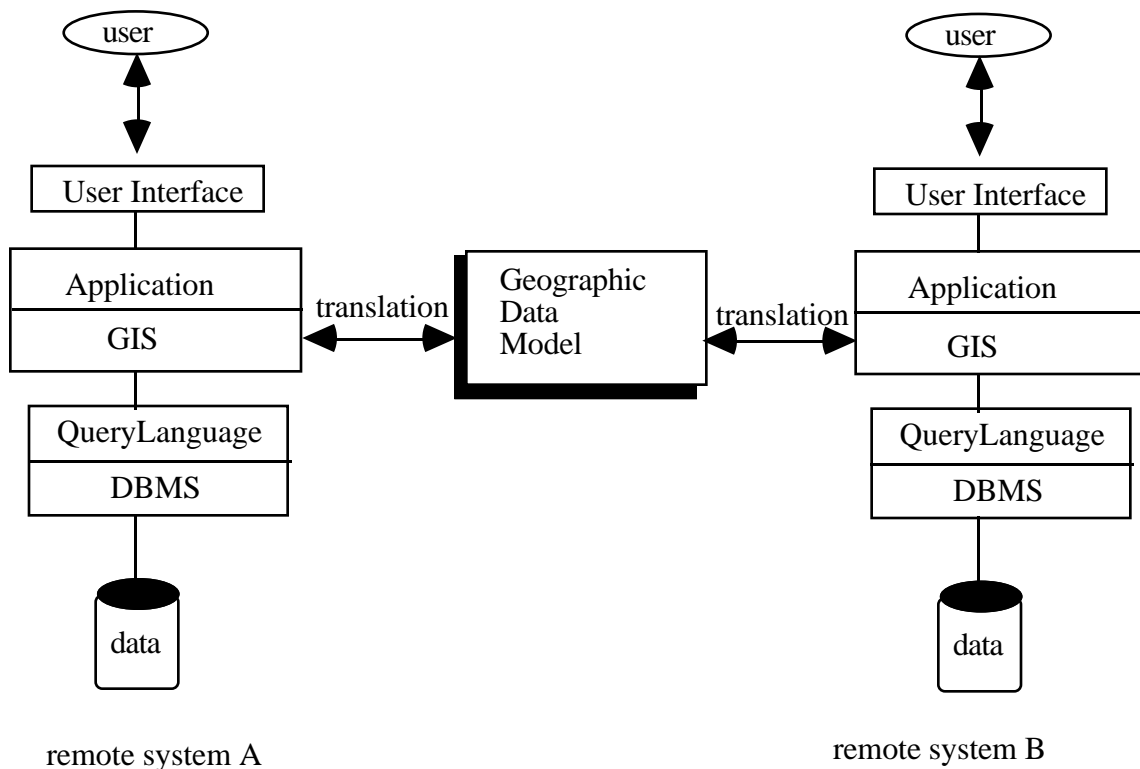 user
User Interface
Application
GIS
QueryLanguage
DBMS
data
remote system A
translation
Geographic
Data
Model
translation
user
User Interface
Application
GIS
QueryLanguage
DBMS
data
remote system B